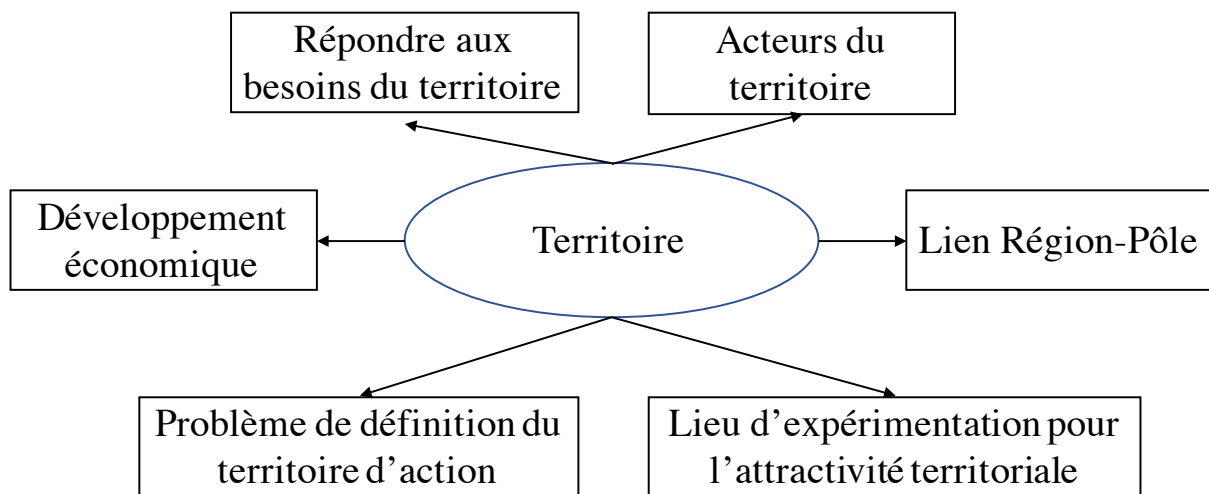 Répondre aux
besoins du territoire
Acteurs du
territoire
Développement
économique
Territoire
Lien Région-Pôle
Problème de définition du
territoire d’action
Lieu d’expérimentation pour
l’attractivité territoriale